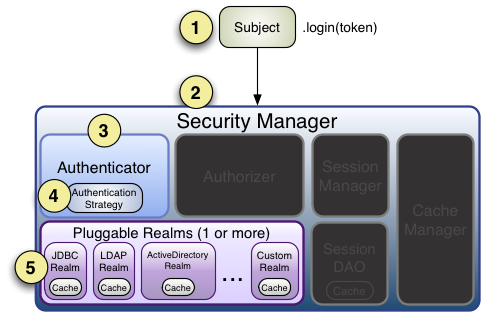 1
Subject
.login(token)
2
Security Manager
3
Authenticator
4
Authentication
Strategy
Authorizer
Session
Manager
Cache
Manager
Session
DAO
Cache
Pluggable Realms (1 or more)
5
JDBC
Realm
Cache
LDAP
Realm
Cache
ActiveDirectory
Realm
Cache
...
Custom
Realm
Cache